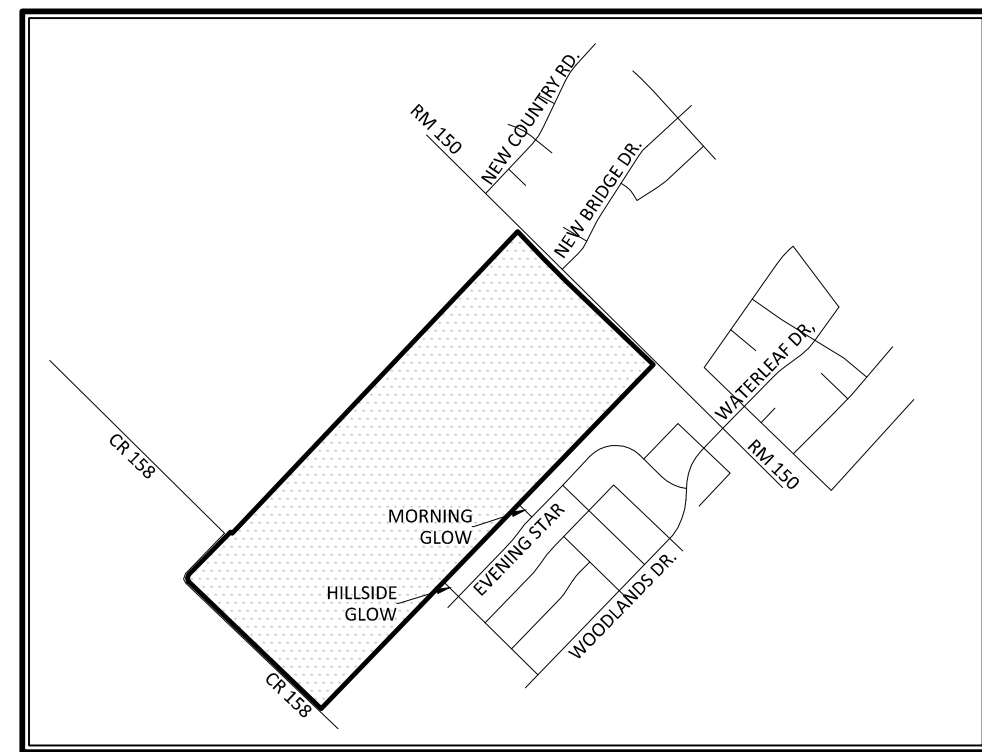 NEW COUNTRY RD.
RM 150
NEW BRIDGE DR.
WATERLEAF DR,
CR 158
RM 150
MORNING
GLOW
EVENING STAR
HILLSIDE
GLOW
WOODLANDS DR.
CR 158